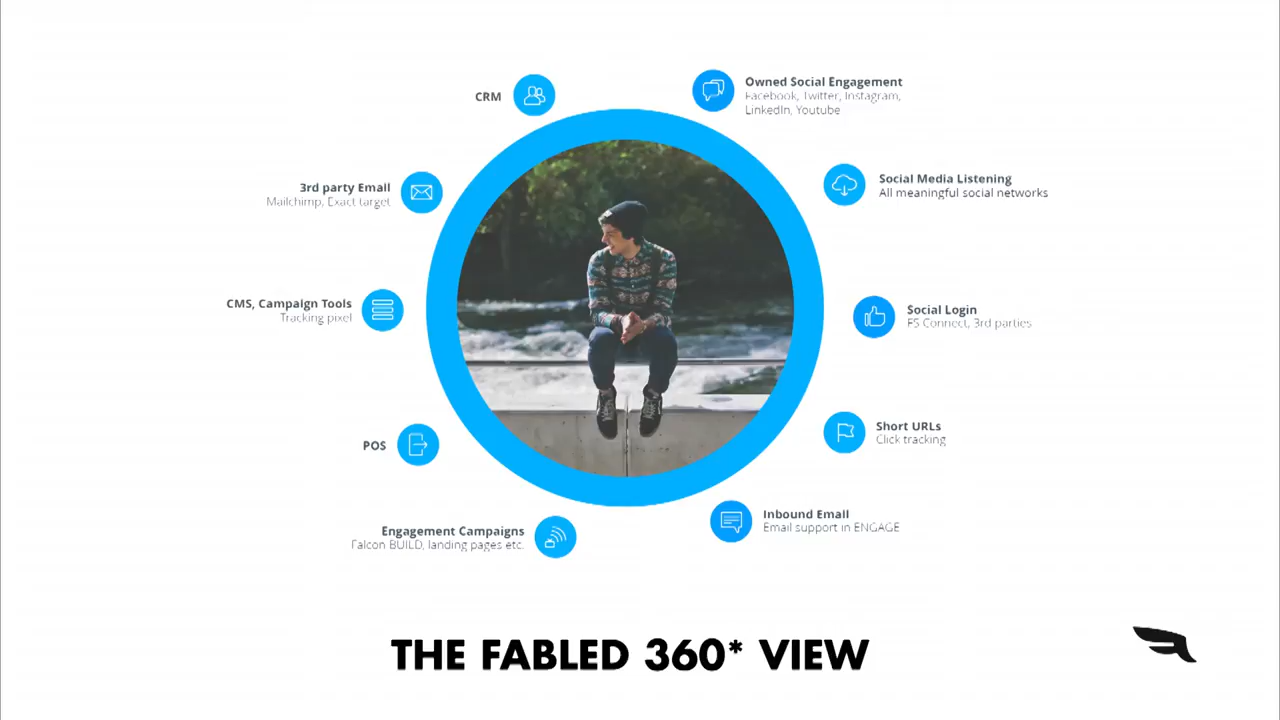 CRM
Owned Social Engagement
Facebook, Twitter, Instagram,
LinkedIn, Youtube
3rd party Email
Mailchimp, Exact target
Social Media Listening
All meaningful social networks
CMS, Campaign Tools
Tracking pixel
Social Login
FS Connect, 3rd parties
POS
Short URLs
Click tracking
Engagement Campaigns
Falcon BUILD, landing pages etc.
Inbound Email
Email support in ENGAGE
THE FABLED 360* VIEW